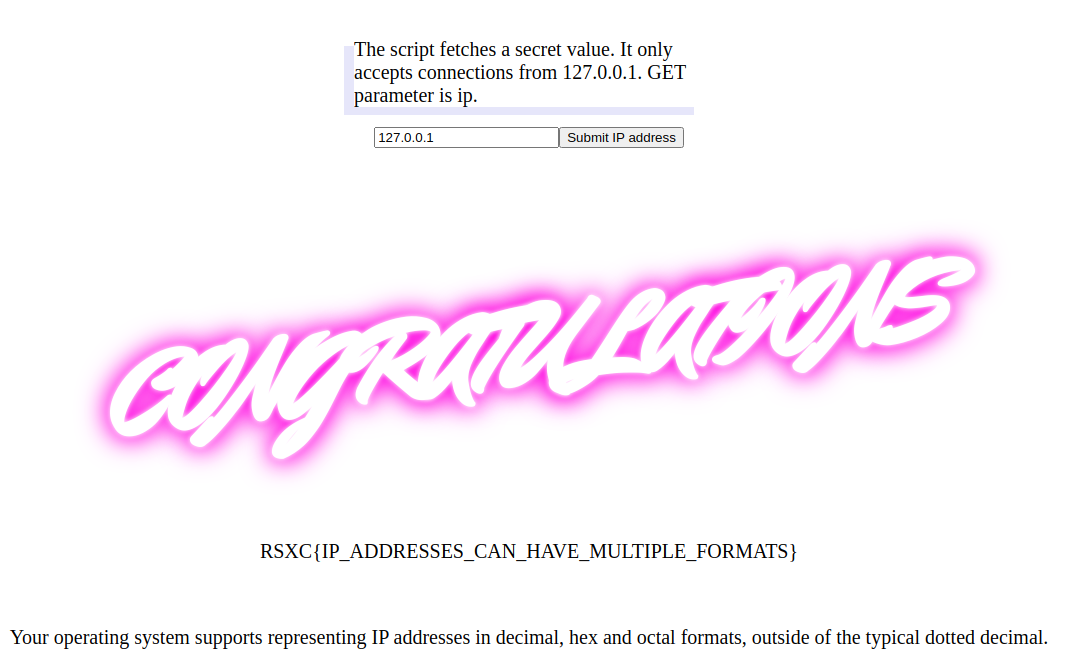 The script fetches a secret value. It only
accepts connections from 127.0.0.1. GET
parameter is ip.
127.0.0.1 Submit IP address
CONGRATULATIONS
RSXC{IP_ADDRESSES_CAN_HAVE_MULTIPLE_FORMATS}
Your operating system supports representing IP addresses in decimal, hex and octal formats, outside of the typical dotted decimal.